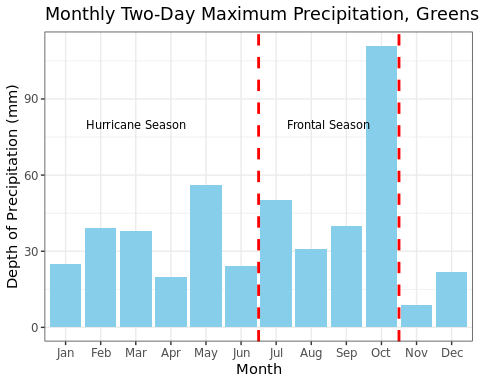 Monthly Two-Day Maximum Precipitation, Greens
Depth of Precipitation (mm)
90
60
30
0
Hurricane Season
Frontal Season
Jan Feb Mar Apr May Jun Jul Aug Sep Oct Nov Dec
Month